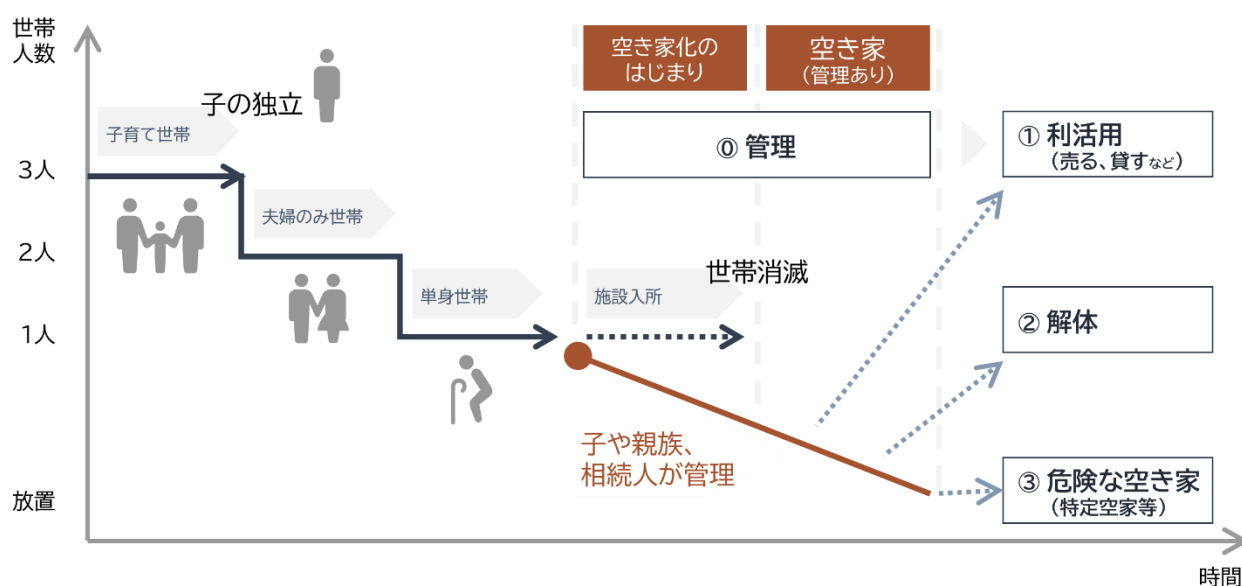 世帯
人数
空き家化の
はじまり
空き家
（管理あり）
子の独立
子育て世帯
⓪ 管理
① 利活用
（売る、貸すなど）
3人
夫婦のみ世帯
2人
世帯消滅
単身世帯
施設入所
② 解体
1人
子や親族、
相続人が管理
③ 危険な空き家
（特定空家等）
放置
時間